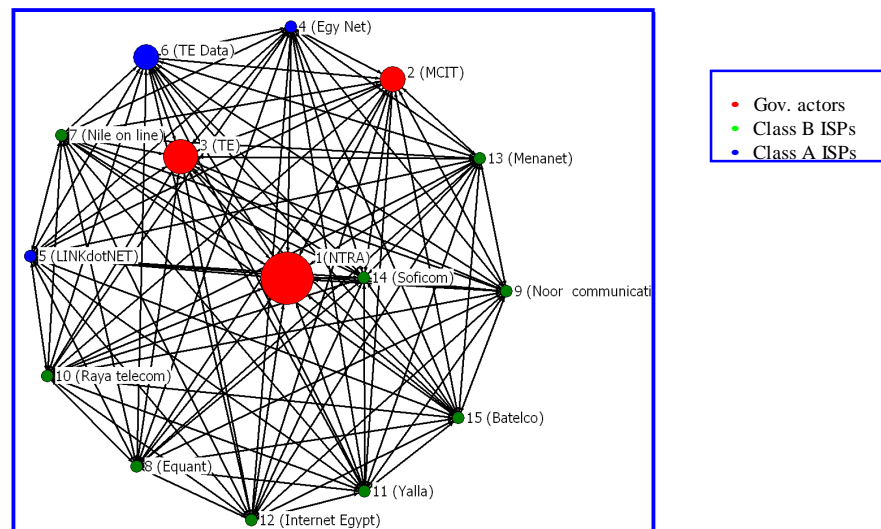 4 (Egy Net)
6 (TE Data)
2 (MCIT)
7 (Nile on line)
3 (TE)
13 (Menanet)
5 (LINKdotNET)
1(NTRA)
14 (Soficom)
9 (Noor communicati
10 (Raya telecom)
15 (Batelco)
8 (Equant)
11 (Yalla)
12 (Internet Egypt)
Gov. actors
Class B ISPs
Class A ISPs